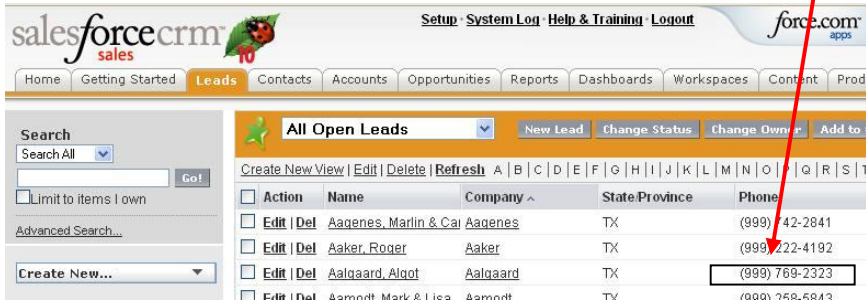 salesforcecrm
sales
10
Setup · System Log · Help & Training · Logout
force.com
apps
Home Getting Started Leads Contacts Accounts Opportunities Reports Dashboards Workspaces Content Prod
Search
Search All
Go!
Limit to items I own
Advanced Search...
Create New...
All Open Leads
New Lead Change Status Change Owner Add to
Create New View | Edit | Delete | Refresh A | B | C | D | E | F | G | H | I | J | K | L | M | N | O | P | Q | R | S | T
Action Name Company State/Province Phone
Edit | Del Aagenes, Marlin & Car Aagenes TX (999) 742-2841
Edit | Del Aaker, Roger Aaker TX (999) 222-4192
Edit | Del Aalgaard, Algot Aalgaard TX (999) 769-2323
Edit | Del Aamodt, Mark & Lisa Aamodt TX (999) 258-5843